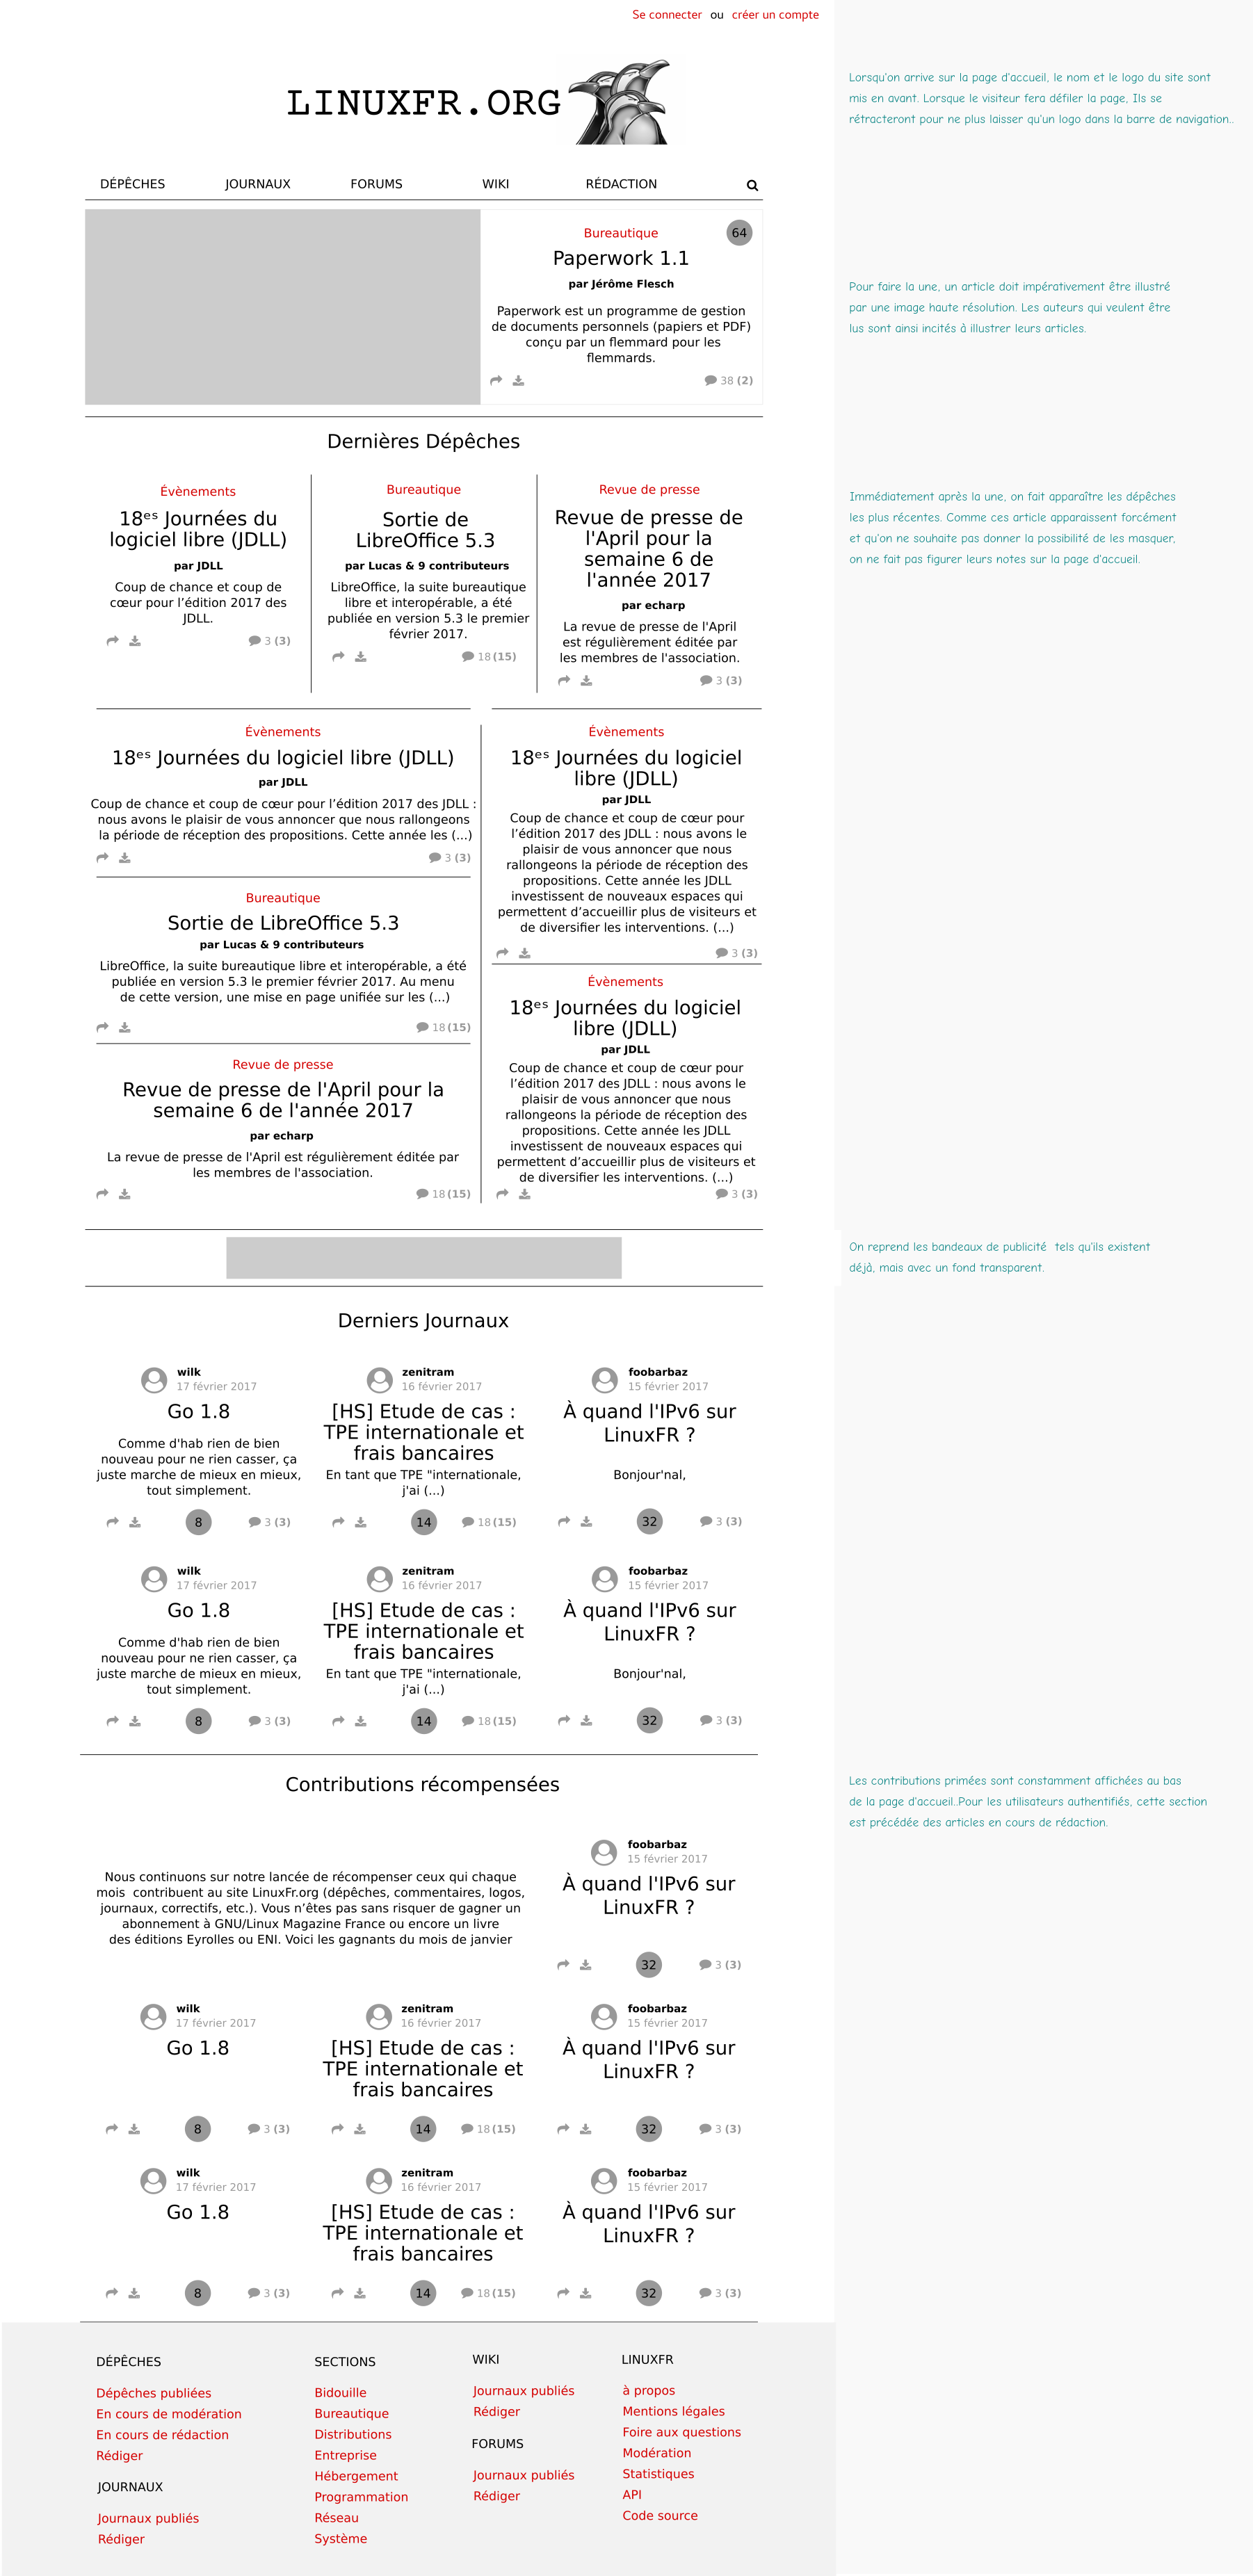 Se connecter ou créer un compte
LINUXFR.ORG
Lorsqu'on arrive sur la page d'accueil, le nom et le logo du site sont
mis en avant. Lorsque le visiteur fera défiler la page, Ils se
rétracteront pour ne plus laisser qu'un logo dans la barre de navigation..
DÉPÊCHES JOURNAUX FORUMS WIKI RÉDACTION
Bureautique
64
Paperwork 1.1
par Jérôme Flesch
Paperwork est un programme de gestion
de documents personnels (papiers et PDF)
conçu par un flemmard pour les
flemmards.
38 (2)
Pour faire la une, un article doit impérativement être illustré
par une image haute résolution. Les auteurs qui veulent être
lus sont ainsi incités à illustrer leurs articles.
Dernières Dépêches
Évènements
18es Journées du
logiciel libre (JDLL)
par JDLL
Coup de chance et coup de
cœur pour l’édition 2017 des
JDLL.
3 (3)
Bureautique
Sortie de
LibreOffice 5.3
par Lucas & 9 contributeurs
LibreOffice, la suite bureautique
libre et interopérable, a été
publiée en version 5.3 le premier
février 2017.
18 (15)
Revue de presse
Revue de presse de
l'April pour la
semaine 6 de
l'année 2017
par echarp
La revue de presse de l'April
est régulièrement éditée par
les membres de l'association.
3 (3)
Immédiatement après la une, on fait apparaître les dépêches
les plus récentes. Comme ces article apparaissent forcément
et qu'on ne souhaite pas donner la possibilité de les masquer,
on ne fait pas figurer leurs notes sur la page d'accueil.
Évènements
18es Journées du logiciel libre (JDLL)
par JDLL
Coup de chance et coup de cœur pour l’édition 2017 des JDLL :
nous avons le plaisir de vous annoncer que nous rallongeons
la période de réception des propositions. Cette année les (...)
3 (3)
Bureautique
Sortie de LibreOffice 5.3
par Lucas & 9 contributeurs
LibreOffice, la suite bureautique libre et interopérable, a été
publiée en version 5.3 le premier février 2017. Au menu
de cette version, une mise en page unifiée sur les (...)
18 (15)
Revue de presse
Revue de presse de l'April pour la
semaine 6 de l'année 2017
par echarp
La revue de presse de l'April est régulièrement éditée par
les membres de l'association.
18 (15)
Évènements
18es Journées du logiciel
libre (JDLL)
par JDLL
Coup de chance et coup de cœur pour
l’édition 2017 des JDLL : nous avons le
plaisir de vous annoncer que nous
rallongeons la période de réception des
propositions. Cette année les JDLL
investissent de nouveaux espaces qui
permettent d’accueillir plus de visiteurs et
de diversifier les interventions. (...)
3 (3)
Évènements
18es Journées du logiciel
libre (JDLL)
par JDLL
Coup de chance et coup de cœur pour
l’édition 2017 des JDLL : nous avons le
plaisir de vous annoncer que nous
rallongeons la période de réception des
propositions. Cette année les JDLL
investissent de nouveaux espaces qui
permettent d’accueillir plus de visiteurs et
de diversifier les interventions. (...)
3 (3)
On reprend les bandeaux de publicité tels qu'ils existent
déjà, mais avec un fond transparent.
Derniers Journaux
wilk
17 février 2017
Go 1.8
Comme d'hab rien de bien
nouveau pour ne rien casser, ça
juste marche de mieux en mieux,
tout simplement.
8 3 (3)
zenitram
16 février 2017
[HS] Etude de cas :
TPE internationale et
frais bancaires
En tant que TPE "internationale,
j'ai (...)
14 18 (15)
foobarbaz
15 février 2017
À quand l'IPv6 sur
LinuxFR ?
Bonjour'nal,
32 3 (3)
wilk
17 février 2017
Go 1.8
Comme d'hab rien de bien
nouveau pour ne rien casser, ça
juste marche de mieux en mieux,
tout simplement.
8 3 (3)
zenitram
16 février 2017
[HS] Etude de cas :
TPE internationale et
frais bancaires
En tant que TPE "internationale,
j'ai (...)
14 18 (15)
foobarbaz
15 février 2017
À quand l'IPv6 sur
LinuxFR ?
Bonjour'nal,
32 3 (3)
Contributions récompensées
Les contributions primées sont constamment affichées au bas
de la page d'accueil..Pour les utilisateurs authentifiés, cette section
est précédée des articles en cours de rédaction.
Nous continuons sur notre lancée de récompenser ceux qui chaque
mois contribuent au site LinuxFr.org (dépêches, commentaires, logos,
journaux, correctifs, etc.). Vous n’êtes pas sans risquer de gagner un
abonnement à GNU/Linux Magazine France ou encore un livre
des éditions Eyrolles ou ENI. Voici les gagnants du mois de janvier
foobarbaz
15 février 2017
À quand l'IPv6 sur
LinuxFR ?
32 3 (3)
wilk
17 février 2017
Go 1.8
8 3 (3)
zenitram
16 février 2017
[HS] Etude de cas :
TPE internationale et
frais bancaires
14 18 (15)
foobarbaz
15 février 2017
À quand l'IPv6 sur
LinuxFR ?
32 3 (3)
wilk
17 février 2017
Go 1.8
8 3 (3)
zenitram
16 février 2017
[HS] Etude de cas :
TPE internationale et
frais bancaires
14 18 (15)
foobarbaz
15 février 2017
À quand l'IPv6 sur
LinuxFR ?
32 3 (3)
DÉPÊCHES
Dépêches publiées
En cours de modération
En cours de rédaction
Rédiger
JOURNAUX
Journaux publiés
Rédiger
SECTIONS
Bidouille
Bureautique
Distributions
Entreprise
Hébergement
Programmation
Réseau
Système
WIKI
Journaux publiés
Rédiger
FORUMS
Journaux publiés
Rédiger
LINUXFR
à propos
Mentions légales
Foire aux questions
Modération
Statistiques
API
Code source